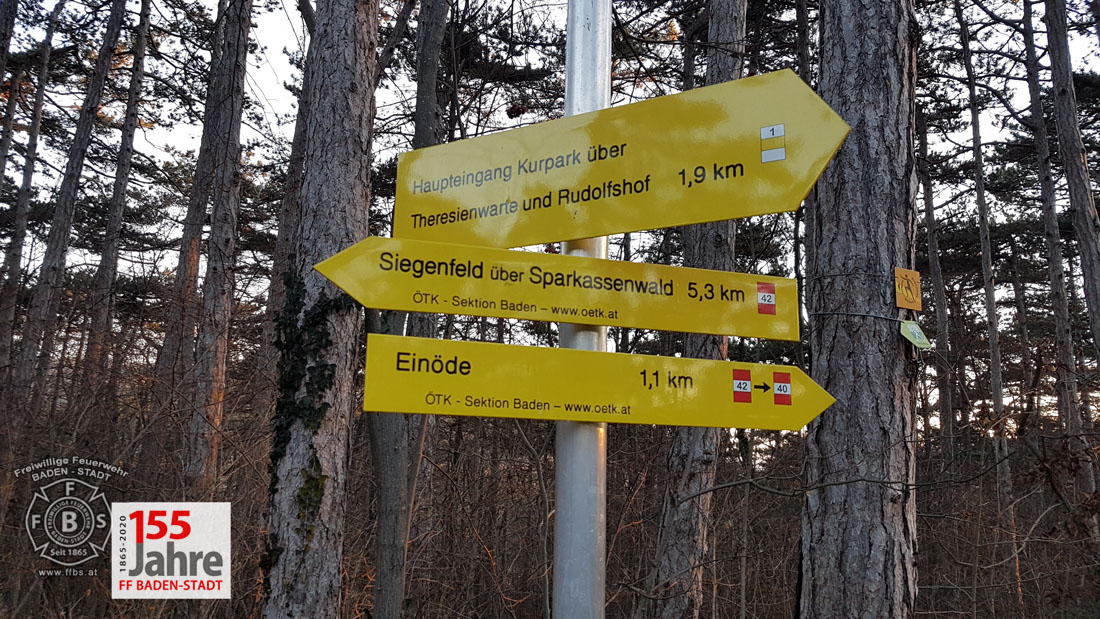 Haupteingang Kurpark über
Theresienwarte und Rudolfshof 1,9 km
1
Siegenfeld über Sparkassenwald 5,3 km
42
ÖTK - Sektion Baden – www.oetk.at
Einöde 1,1 km
42 → 40
ÖTK - Sektion Baden – www.oetk.at
Freiwillige Feuerwehr
BADEN - STADT
F
F B S
Seit 1865
www.ffbs.at
1865-2020
155
Jahre
FF BADEN-STADT